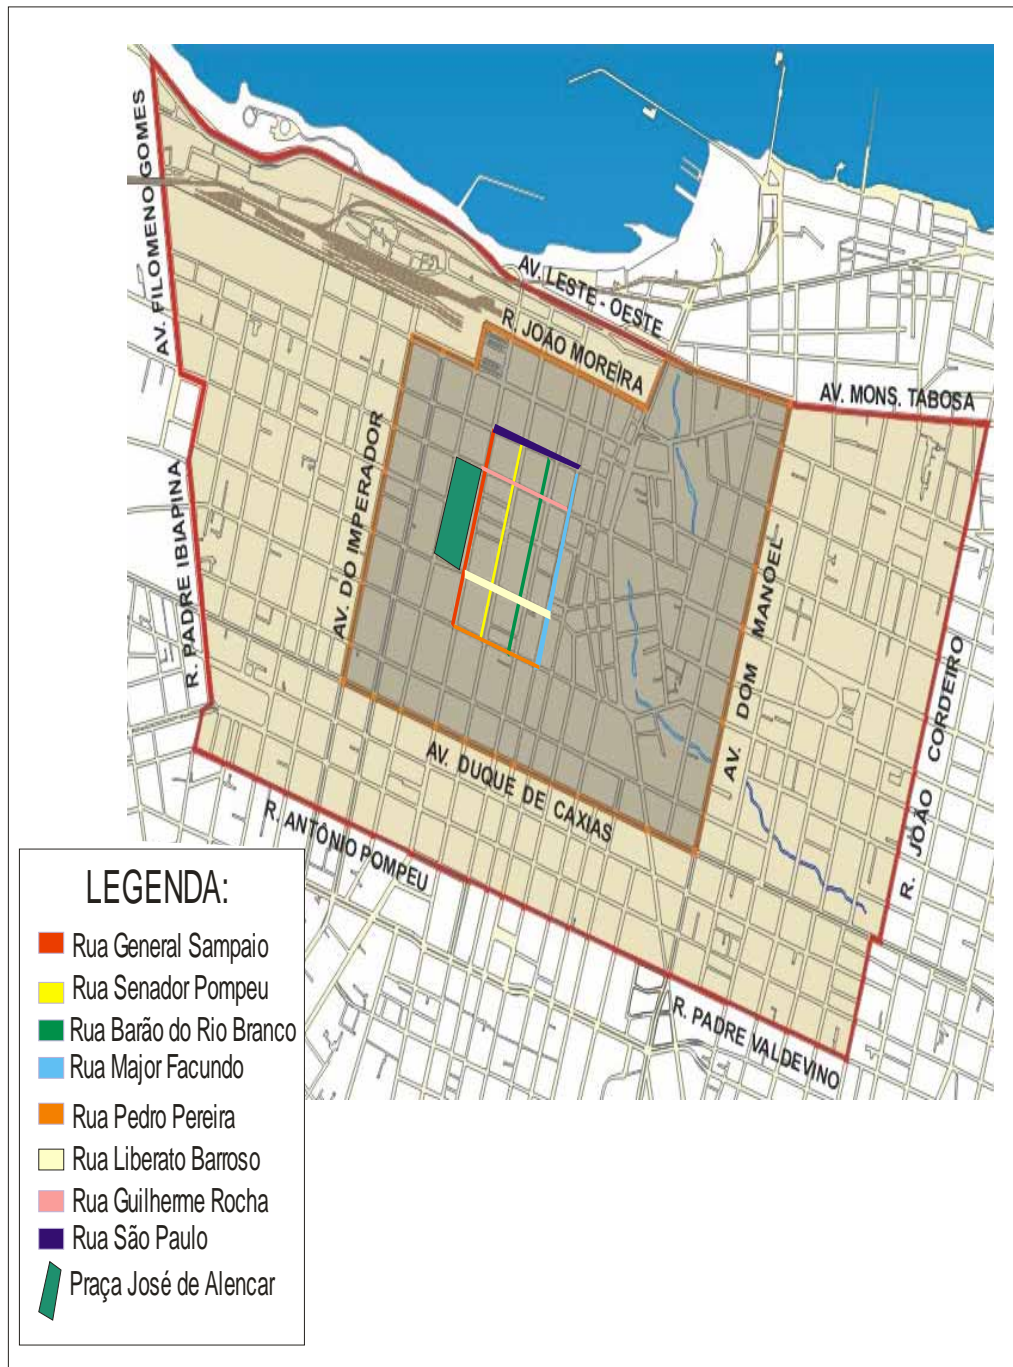 AV. FILOMENO GOMES
AV. LESTE - OESTE
R. JOÃO MOREIRA
AV. MONS. TABOSA
AV. DO IMPERADOR
R. PADRE IBIAPINA
AV. DOM MANOEL
R. JOÃO CORDEIRO
AV. DUQUE DE CAXIAS
R. ANTÔNIO POMPEU
R. PADRE VALDEVINO
LEGENDA:
Rua General Sampaio
Rua Senador Pompeu
Rua Barão do Rio Branco
Rua Major Facundo
Rua Pedro Pereira
Rua Liberato Barroso
Rua Guilherme Rocha
Rua São Paulo
Praça José de Alencar